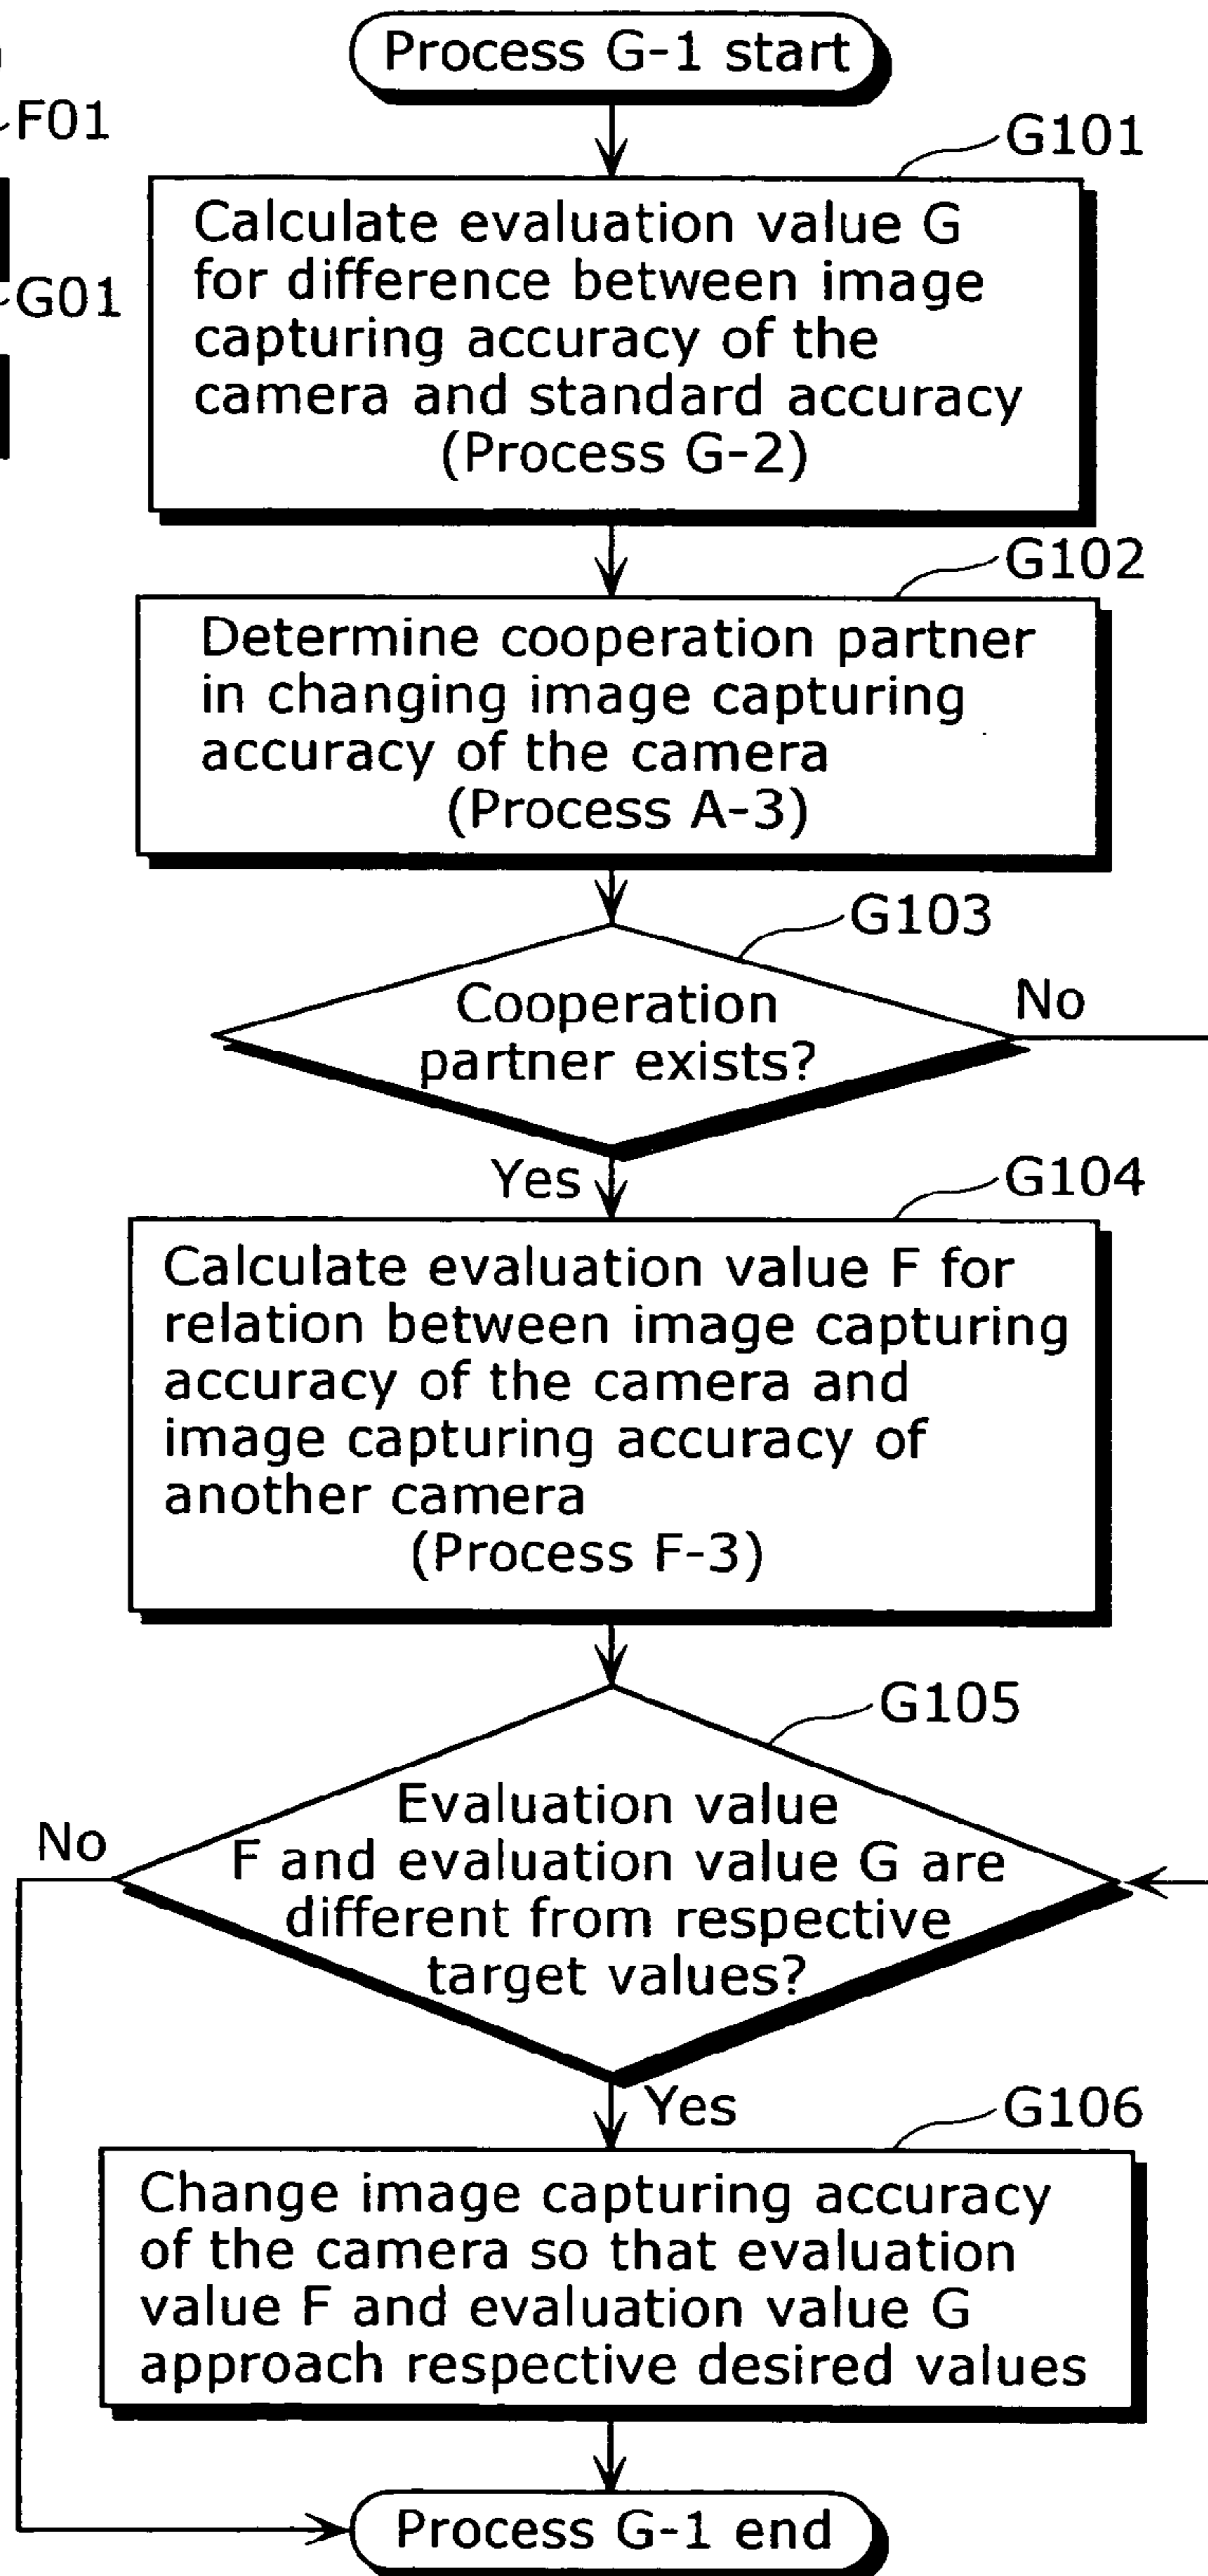 Process G-1 start
F01
G101
Calculate evaluation value G
for difference between image
capturing accuracy of the
camera and standard accuracy
(Process G-2)
G01
G102
Determine cooperation partner
in changing image capturing
accuracy of the camera
(Process A-3)
G103
Cooperation
partner exists?
No
Yes
G104
Calculate evaluation value F for
relation between image capturing
accuracy of the camera and
image capturing accuracy of
another camera
(Process F-3)
G105
Evaluation value
F and evaluation value G are
different from respective
target values?
No
Yes
G106
Change image capturing accuracy
of the camera so that evaluation
value F and evaluation value G
approach respective desired values
Process G-1 end